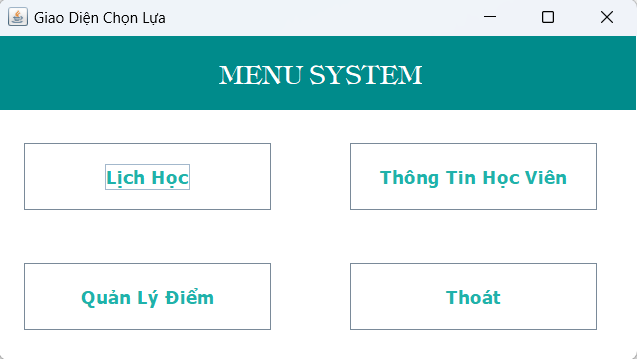 Giao Diện Chọn Lựa
MENU SYSTEM
Lịch Học
Thông Tin Học Viên
Quản Lý Điểm
Thoát